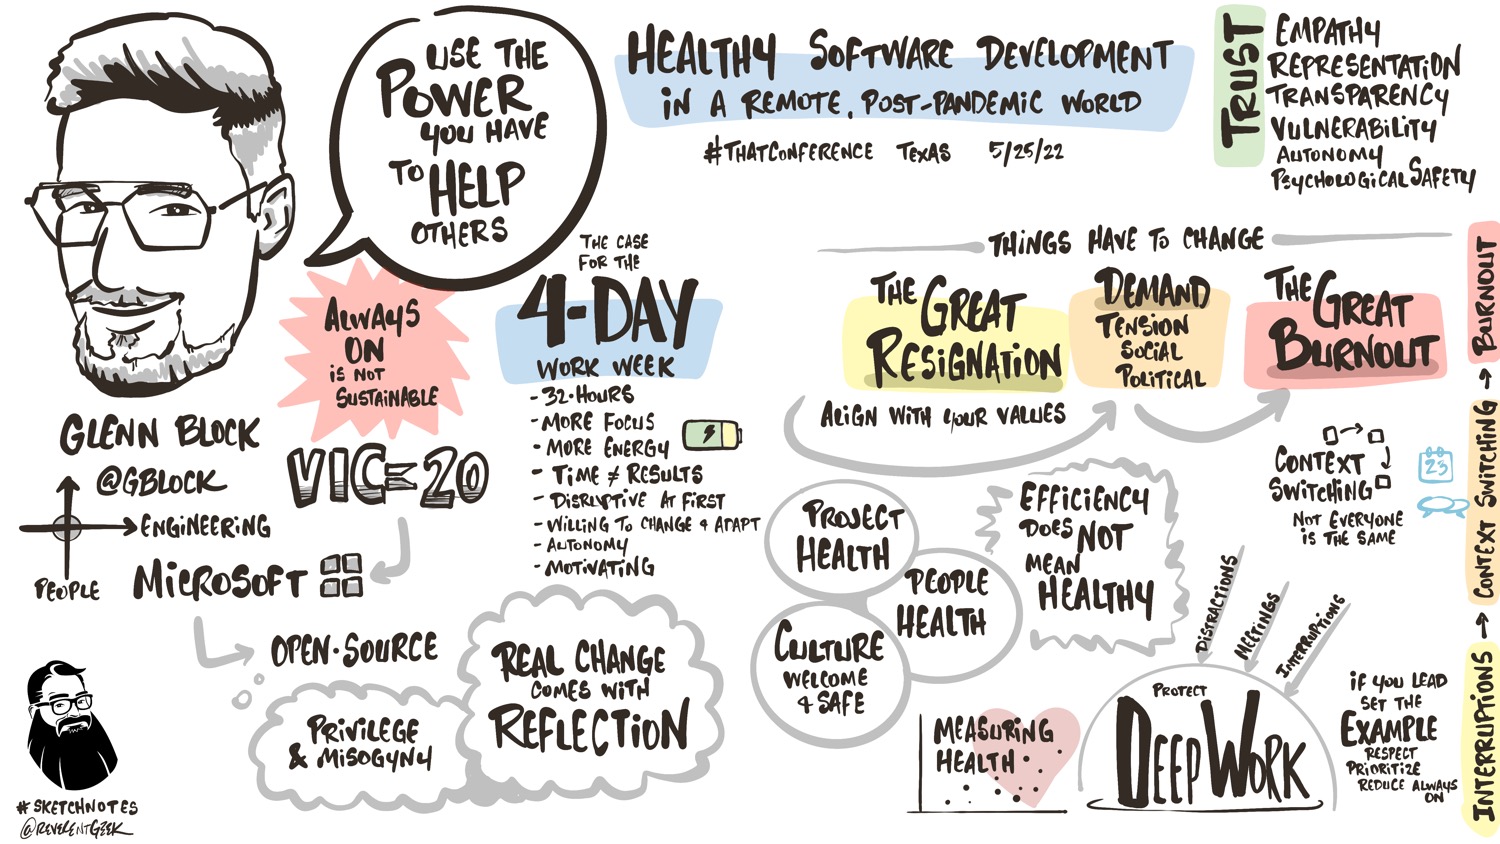 USE THE
POWER
YOU HAVE
TO HELP
OTHERS
HEALTHY SOFTWARE DEVELOPMENT
IN A REMOTE, POST-PANDEMIC WORLD
#THATCONFERENCE TEXAS 5/25/22
TRUST
EMPATHY
REPRESENTATION
TRANSPARENCY
VULNERABILITY
AUTONOMY
PSYCHOLOGICAL SAFETY
ALWAYS
ON
IS NOT
SUSTAINABLE
GLENN BLOCK
@GBLOCK
ENGINEERING
PEOPLE
VIC=20
MICROSOFT
OPEN-SOURCE
PRIVILEGE
& MISOGYNY
REAL CHANGE
COMES WITH
REFLECTION
#SKETCHNOTES
@REVERENTGEEK
THE CASE
FOR THE
4-DAY
WORK WEEK
- 32-HOURS
- MORE FOCUS
- MORE ENERGY
- TIME ≠ RESULTS
- DISRUPTIVE AT FIRST
- WILLING TO CHANGE & ADAPT
- AUTONOMY
- MOTIVATING
THINGS HAVE TO CHANGE
THE GREAT
RESIGNATION
ALIGN WITH YOUR VALUES
DEMAND
TENSION
SOCIAL
POLITICAL
THE GREAT
BURNOUT
PROJECT
HEALTH
PEOPLE
HEALTH
CULTURE
WELCOME
& SAFE
EFFICIENCY
DOES NOT
MEAN
HEALTHY
CONTEXT
SWITCHING
NOT EVERYONE
IS THE SAME
23
MEASURING
HEALTH
DISTRACTIONS
MEETINGS
INTERRUPTIONS
PROTECT
DEEP WORK
IF YOU LEAD
SET THE
EXAMPLE
RESPECT
PRIORITIZE
REDUCE ALWAYS
ON
INTERRUPTIONS → CONTEXT SWITCHING → BURNOUT